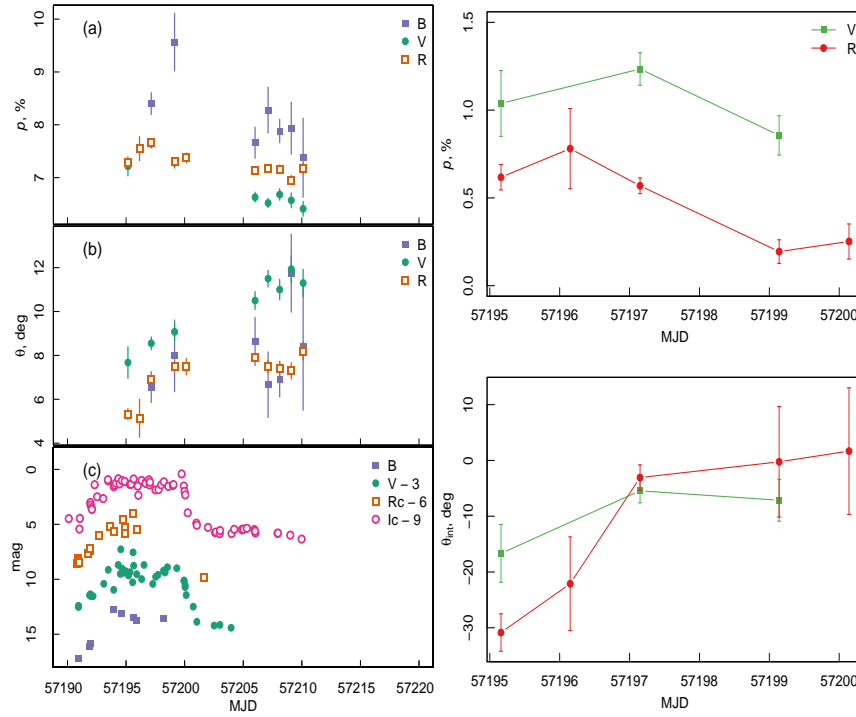 (a)
B
V
R
10
9
8
7
p, %
(b)
B
V
R
12
10
8
6
4
θ, deg
(c)
B
V – 3
Rc – 6
Ic – 9
0
5
10
15
mag
57190 57195 57200 57205 57210 57215 57220
MJD
V
R
1.5
1.0
0.5
0.0
p, %
57195 57196 57197 57198 57199 57200
MJD
V
R
10
0
-10
-20
-30
θint, deg
57195 57196 57197 57198 57199 57200
MJD